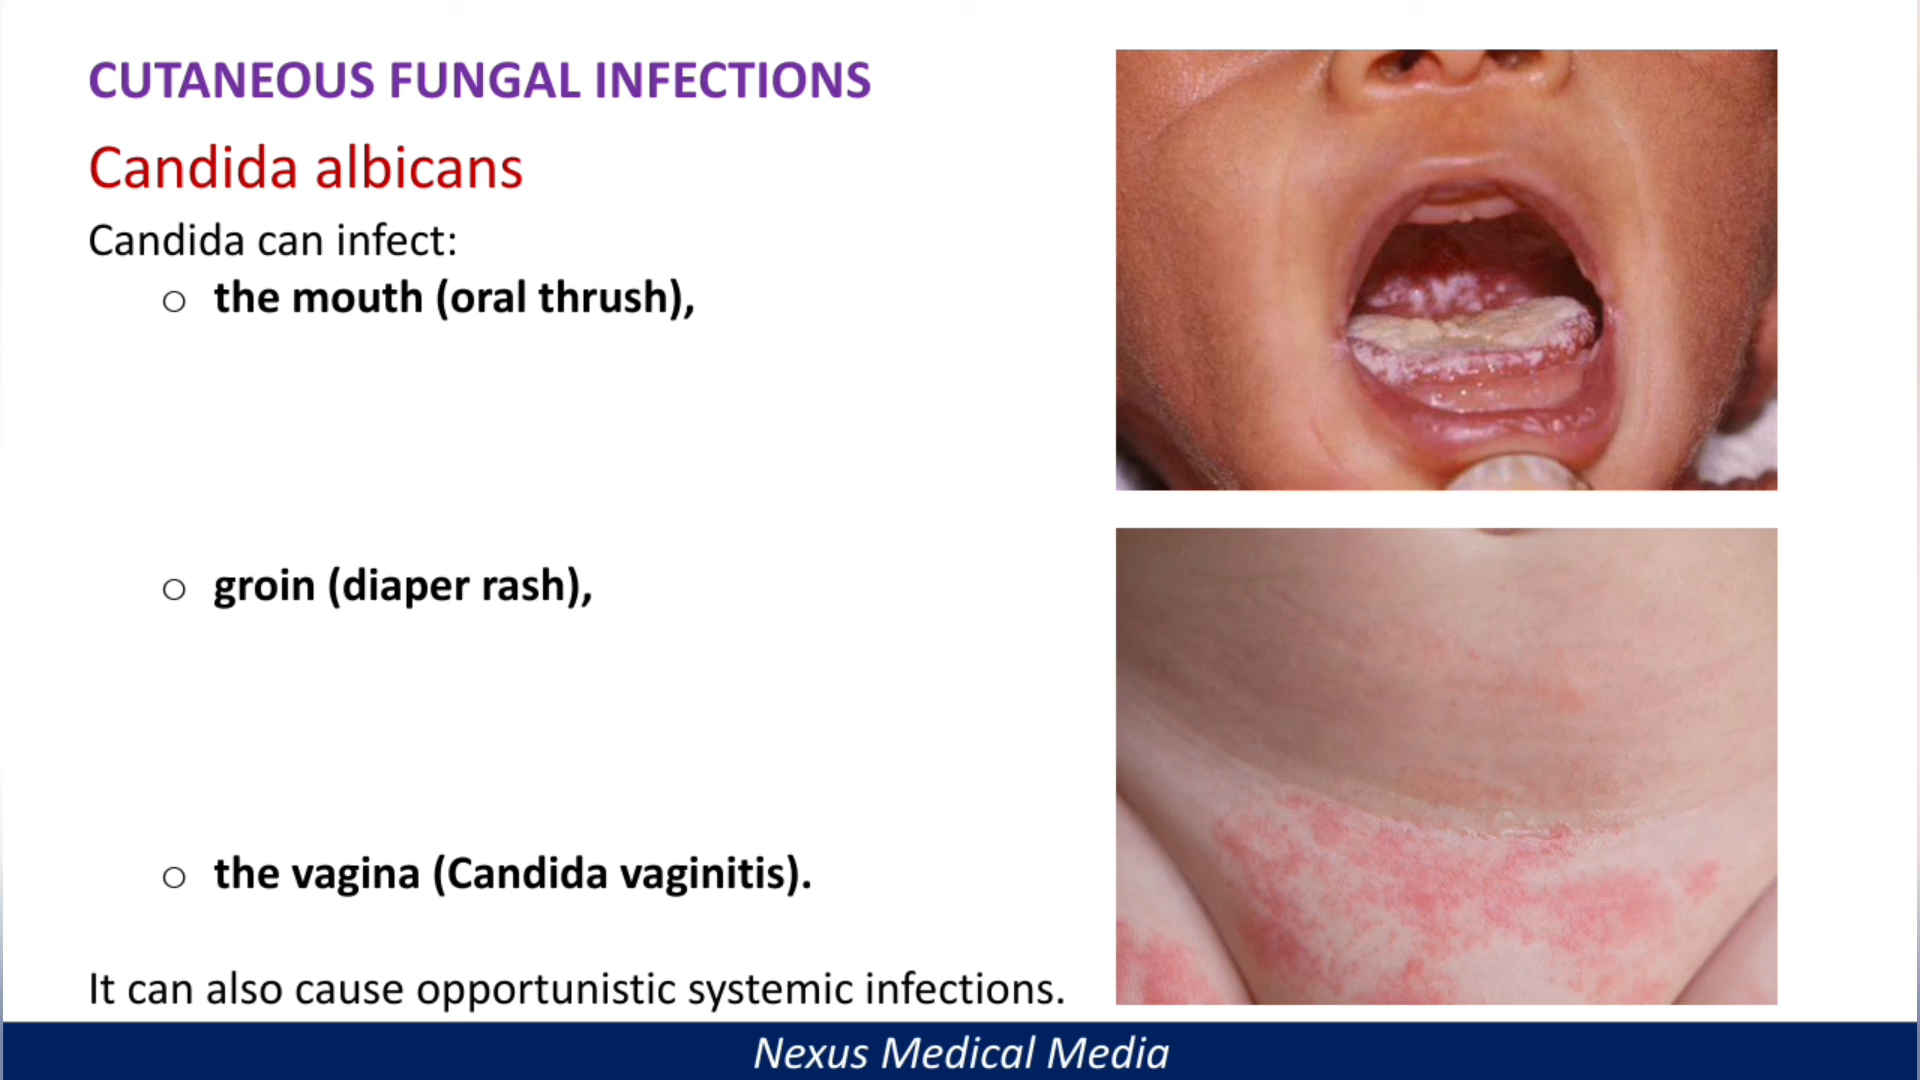 CUTANEOUS FUNGAL INFECTIONS
Candida albicans
Candida can infect:
○ the mouth (oral thrush),
○ groin (diaper rash),
○ the vagina (Candida vaginitis).
It can also cause opportunistic systemic infections.
Nexus Medical Media